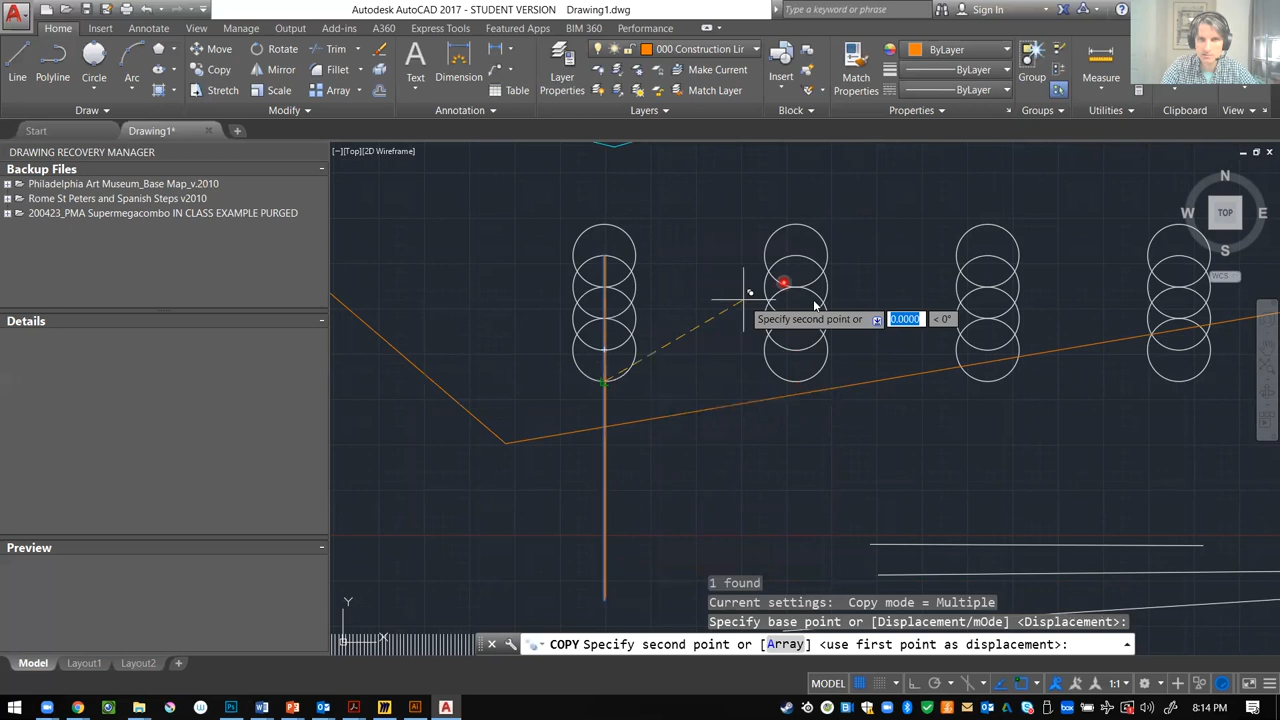 Autodesk AutoCAD 2017 - STUDENT VERSION Drawing1.dwg
Type a keyword or phrase
Sign In
Home Insert Annotate View Manage Output Add-ins A360 Express Tools Featured Apps BIM 360 Performance
Line Polyline Circle Arc
Move Rotate Trim
Copy Mirror Fillet
Stretch Scale Array
Text Dimension Table
Layer Properties
000 Construction Lir
Make Current
Match Layer
Insert
Match Properties
ByLayer
ByLayer
ByLayer
Group
Measure
Draw Modify Annotation Layers Block Properties Groups Utilities Clipboard View
Start Drawing1*
DRAWING RECOVERY MANAGER
Backup Files
Philadelphia Art Museum_Base Map_v.2010
Rome St Peters and Spanish Steps v2010
200423_PMA Supermegacombo IN CLASS EXAMPLE PURGED
Details
Preview
[−][Top][2D Wireframe]
N
W TOP E
S
WCS
Specify second point or 0.0000 < 0°
Y
X
1 found
Current settings: Copy mode = Multiple
Specify base point or [Displacement/mOde] <Displacement>:
COPY Specify second point or [Array] <use first point as displacement>:
Model Layout1 Layout2
MODEL 1:1
8:14 PM